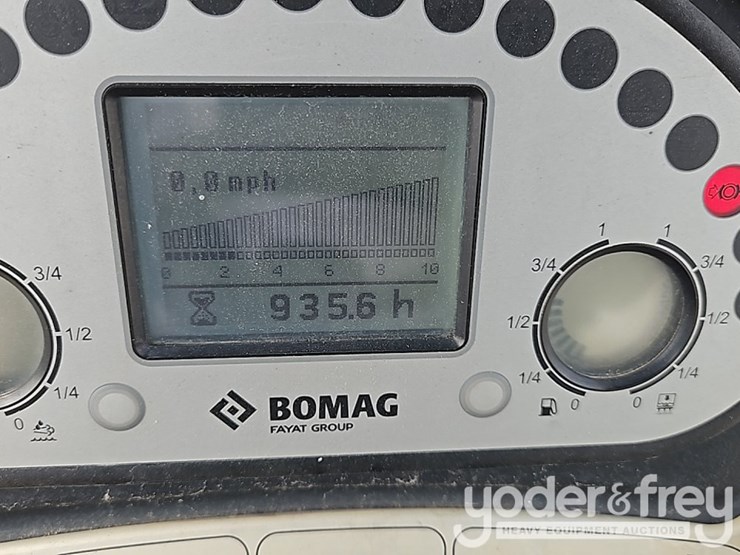 0,0 mph
0 2 4 6 8 10
935.6 h
3/4
1/2
1/4
0
1 1
3/4 3/4
1/2 1/2
1/4 1/4
0 0
BOMAG
FAYAT GROUP
yoder&frey
HEAVY EQUIPMENT AUCTIONS